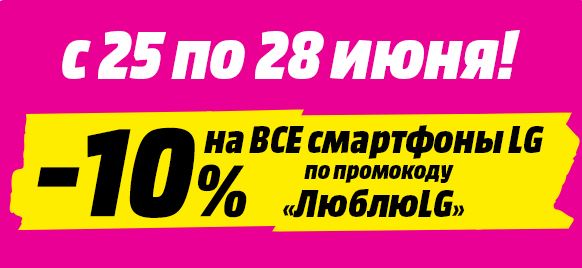 с 25 по 28 июня!
-10%
на ВСЕ смартфоны LG
по промокоду
«ЛюблюLG»